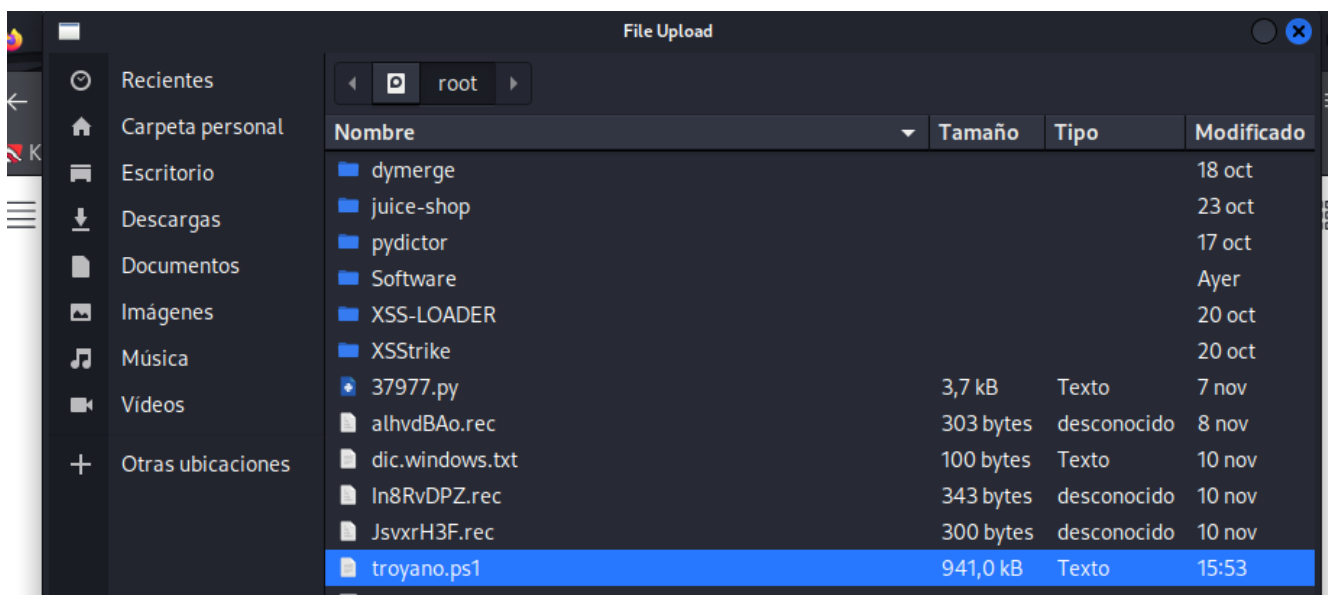 File Upload
Recientes
Carpeta personal
Escritorio
Descargas
Documentos
Imágenes
Música
Vídeos
Otras ubicaciones
root
Nombre Tamaño Tipo Modificado
dymerge 18 oct
juice-shop 23 oct
pydictor 17 oct
Software Ayer
XSS-LOADER 20 oct
XSStrike 20 oct
37977.py 3,7 kB Texto 7 nov
alhvdBAo.rec 303 bytes desconocido 8 nov
dic.windows.txt 100 bytes Texto 10 nov
In8RvDPZ.rec 343 bytes desconocido 10 nov
JsvxrH3F.rec 300 bytes desconocido 10 nov
troyano.ps1 941,0 kB Texto 15:53
K